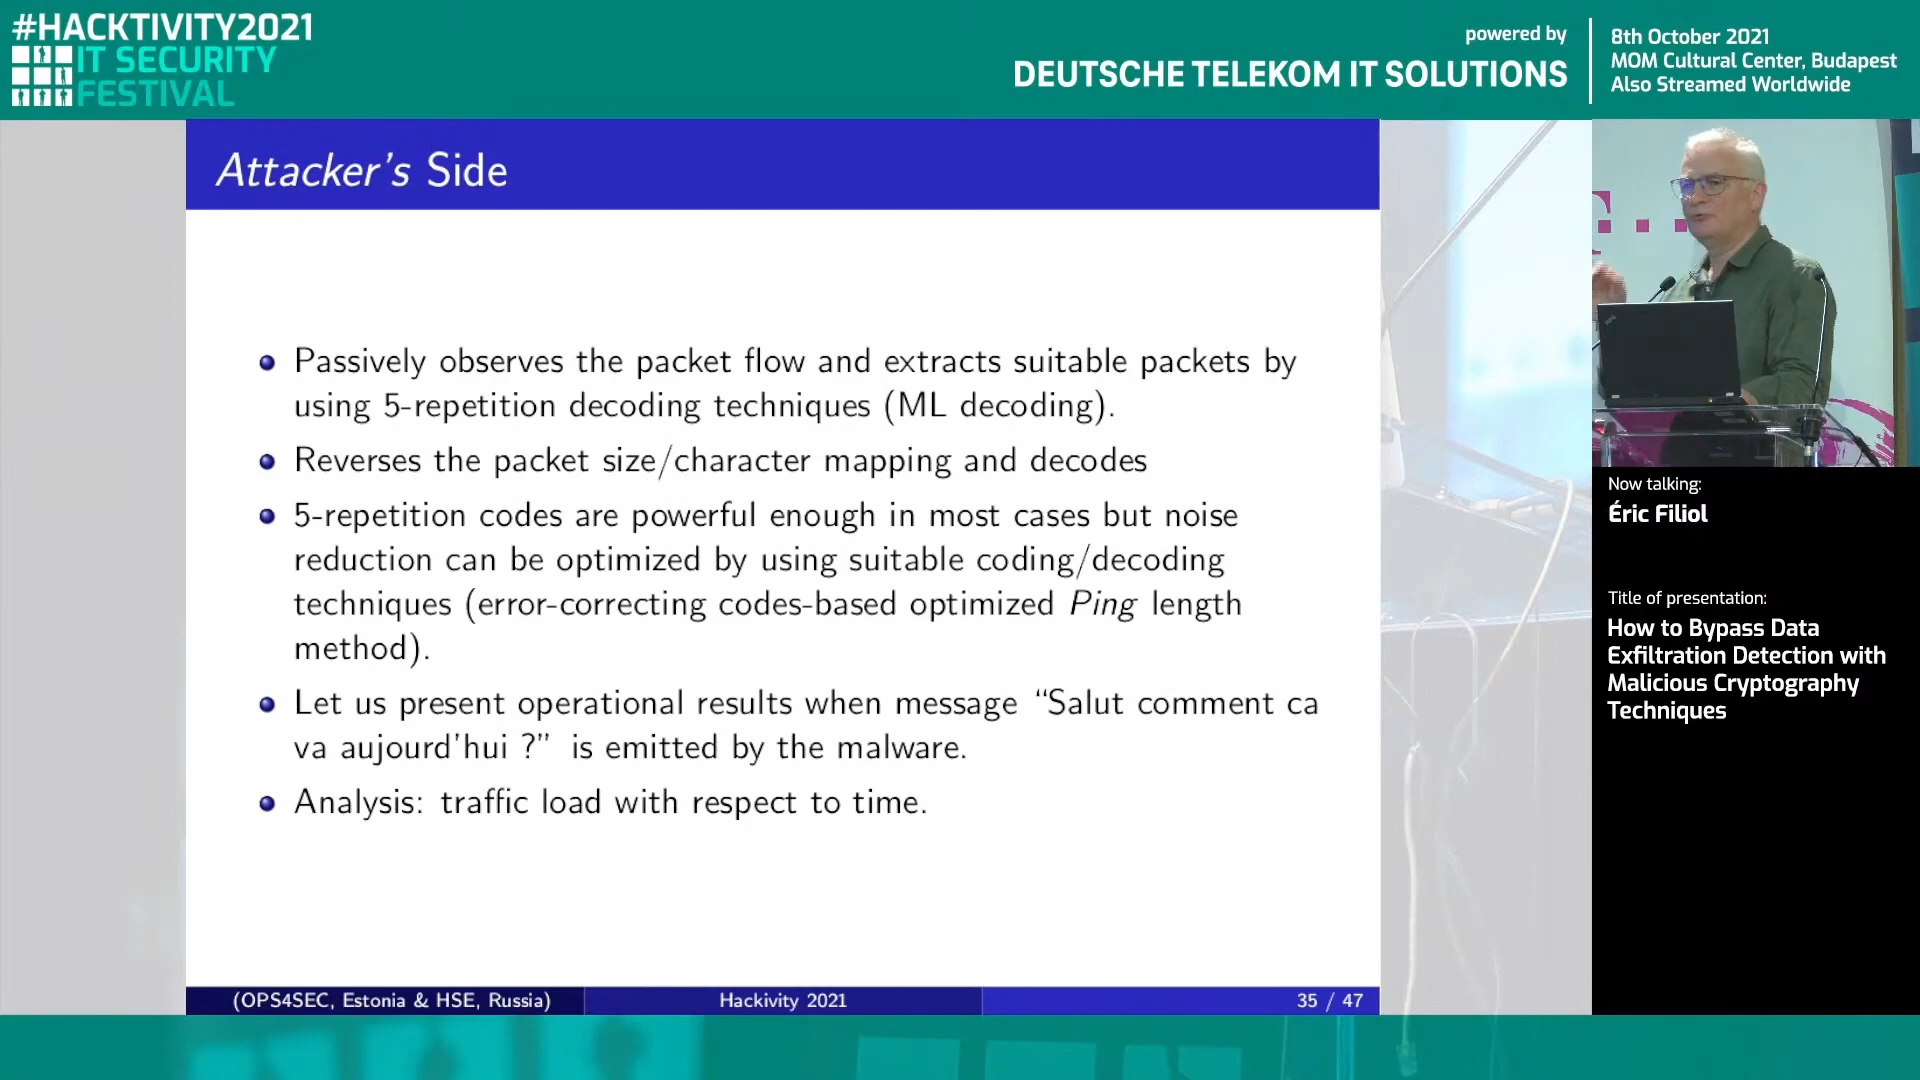 #HACKTIVITY2021
IT SECURITY
FESTIVAL
powered by
DEUTSCHE TELEKOM IT SOLUTIONS
8th October 2021
MOM Cultural Center, Budapest
Also Streamed Worldwide
Attacker's Side
Passively observes the packet flow and extracts suitable packets by
using 5-repetition decoding techniques (ML decoding).
Reverses the packet size/character mapping and decodes
5-repetition codes are powerful enough in most cases but noise
reduction can be optimized by using suitable coding/decoding
techniques (error-correcting codes-based optimized Ping length
method).
Let us present operational results when message “Salut comment ca
va aujourd'hui ?” is emitted by the malware.
Analysis: traffic load with respect to time.
(OPS4SEC, Estonia & HSE, Russia)
Hackivity 2021
35 / 47
Now talking:
Éric Filiol
Title of presentation:
How to Bypass Data
Exfiltration Detection with
Malicious Cryptography
Techniques